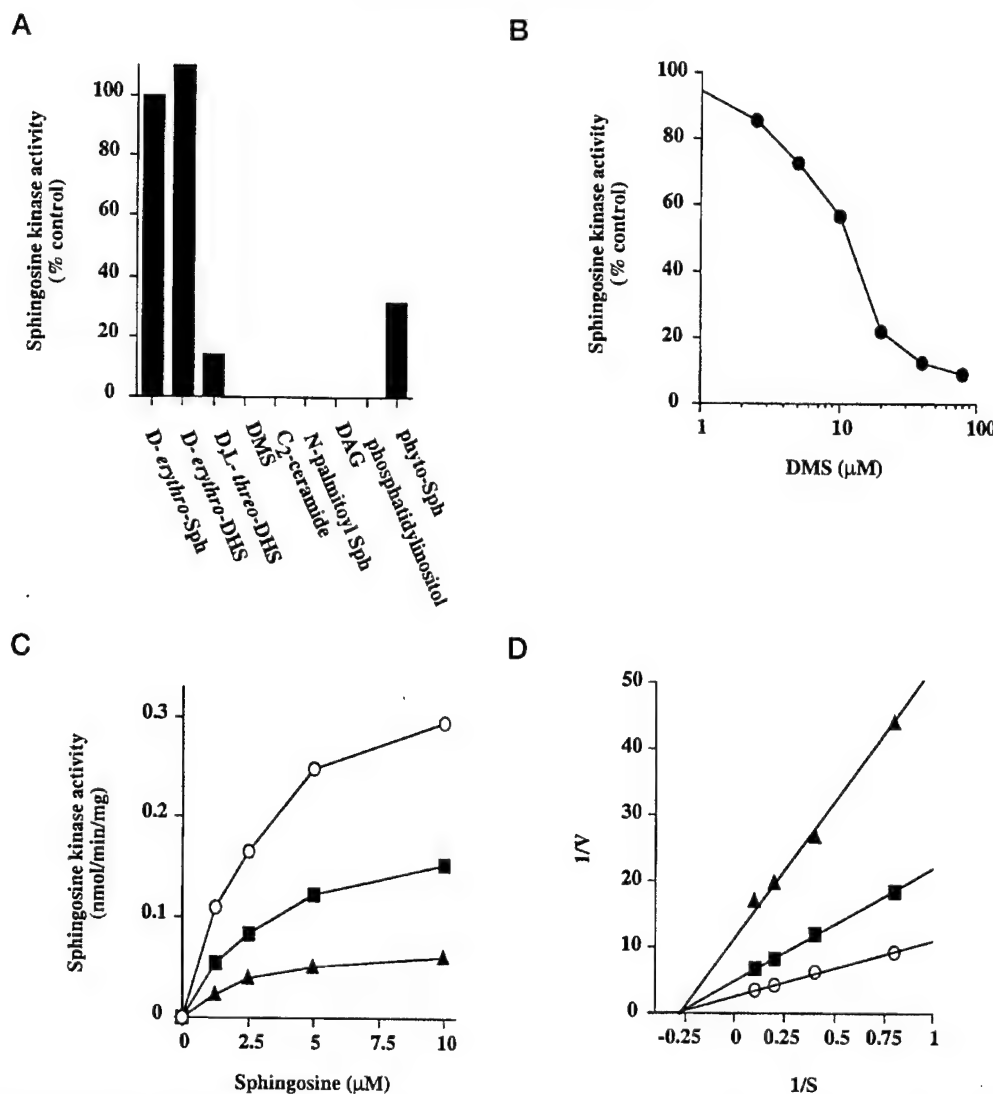 A
Sphingosine kinase activity
(% control)
100
80
60
40
20
0
D-erythro-Sph
D-erythro-DHS
D,L-threo-DHS
DMS
C2-ceramide
N-palmitoyl Sph
DAG
phosphatidylinositol
phyto-Sph
B
Sphingosine kinase activity
(% control)
100
80
60
40
20
0
1
10
100
DMS (μM)
C
Sphingosine kinase activity
(nmol/min/mg)
0.3
0.2
0.1
0
0
2.5
5
7.5
10
Sphingosine (μM)
D
1/V
50
40
30
20
10
0
-0.25
0
0.25
0.50
0.75
1
1/S